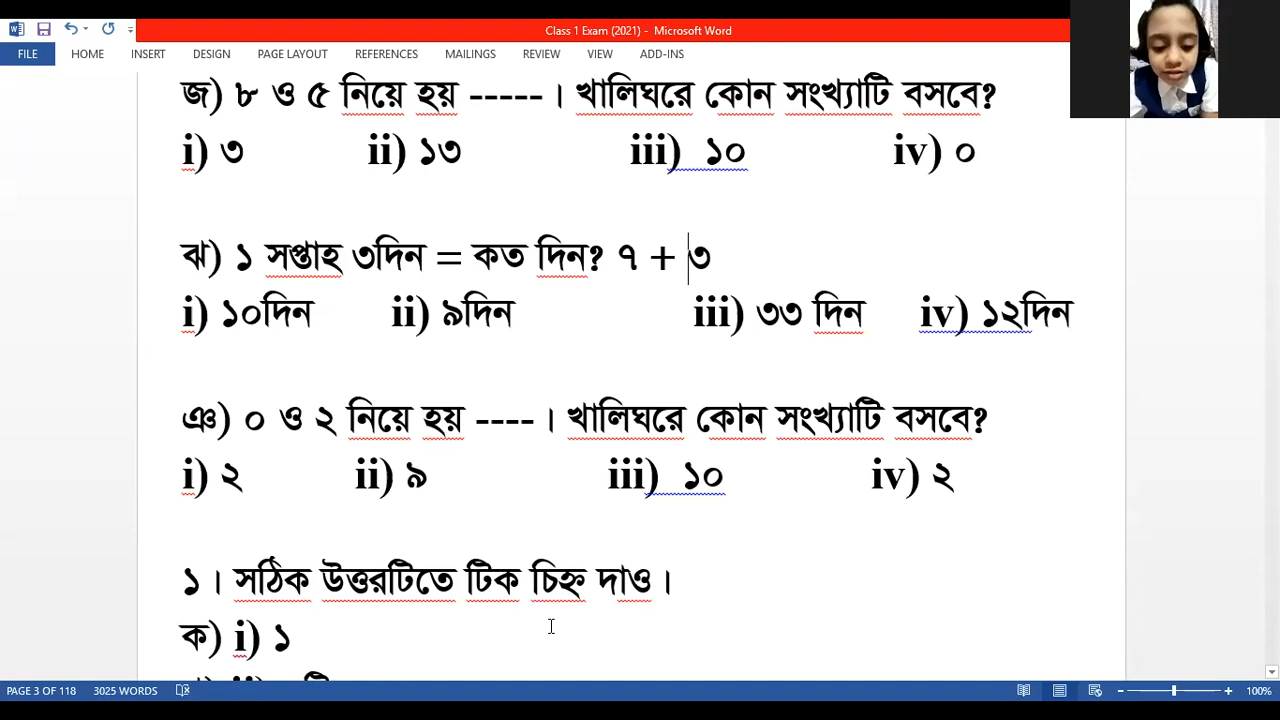 Class 1 Exam (2021) - Microsoft Word
FILE HOME INSERT DESIGN PAGE LAYOUT REFERENCES MAILINGS REVIEW VIEW ADD-INS
জ) ৮ ও ৫ নিয়ে হয় -----। খালিঘরে কোন সংখ্যাটি বসবে?
i) ৩ ii) ১৩ iii) ১০ iv) ০
ঝ) ১ সপ্তাহ ৩দিন = কত দিন? ৭ + ৩
i) ১০দিন ii) ৯দিন iii) ৩৩ দিন iv) ১২দিন
ঞ) ০ ও ২ নিয়ে হয় ----। খালিঘরে কোন সংখ্যাটি বসবে?
i) ২ ii) ৯ iii) ১০ iv) ২
১। সঠিক উত্তরটিতে টিক চিহ্ন দাও।
ক) i) ১
PAGE 3 OF 118 3025 WORDS 100%